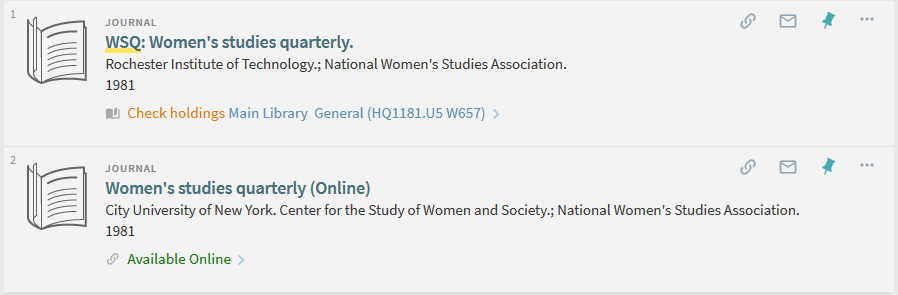 1
JOURNAL
WSQ: Women's studies quarterly.
Rochester Institute of Technology.; National Women's Studies Association.
1981
Check holdings Main Library General (HQ1181.U5 W657)
2
JOURNAL
Women's studies quarterly (Online)
City University of New York. Center for the Study of Women and Society.; National Women's Studies Association.
1981
Available Online